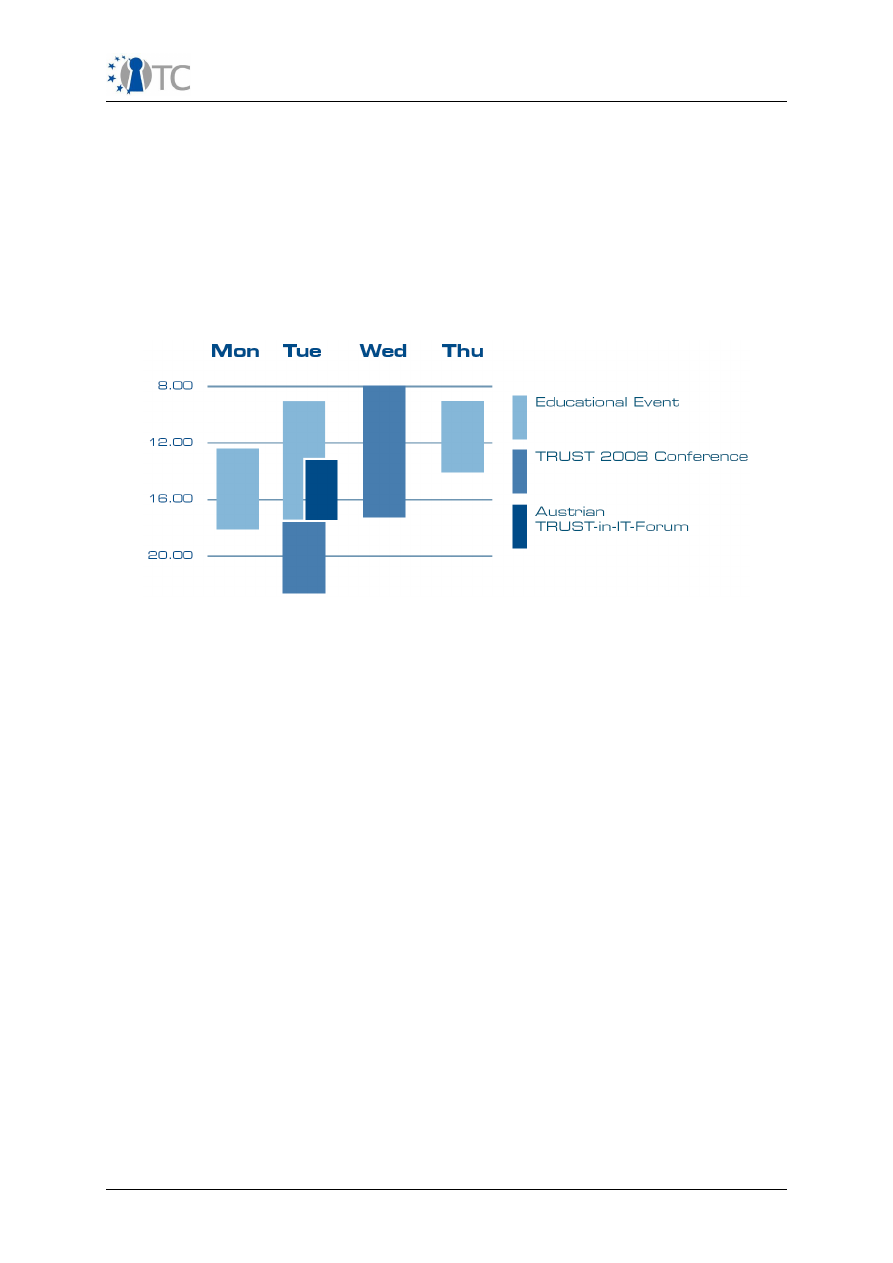 TC
Mon Tue Wed Thu
8.00
12.00
16.00
20.00
Educational Event
TRUST 2008 Conference
Austrian
TRUST-in-IT-Forum